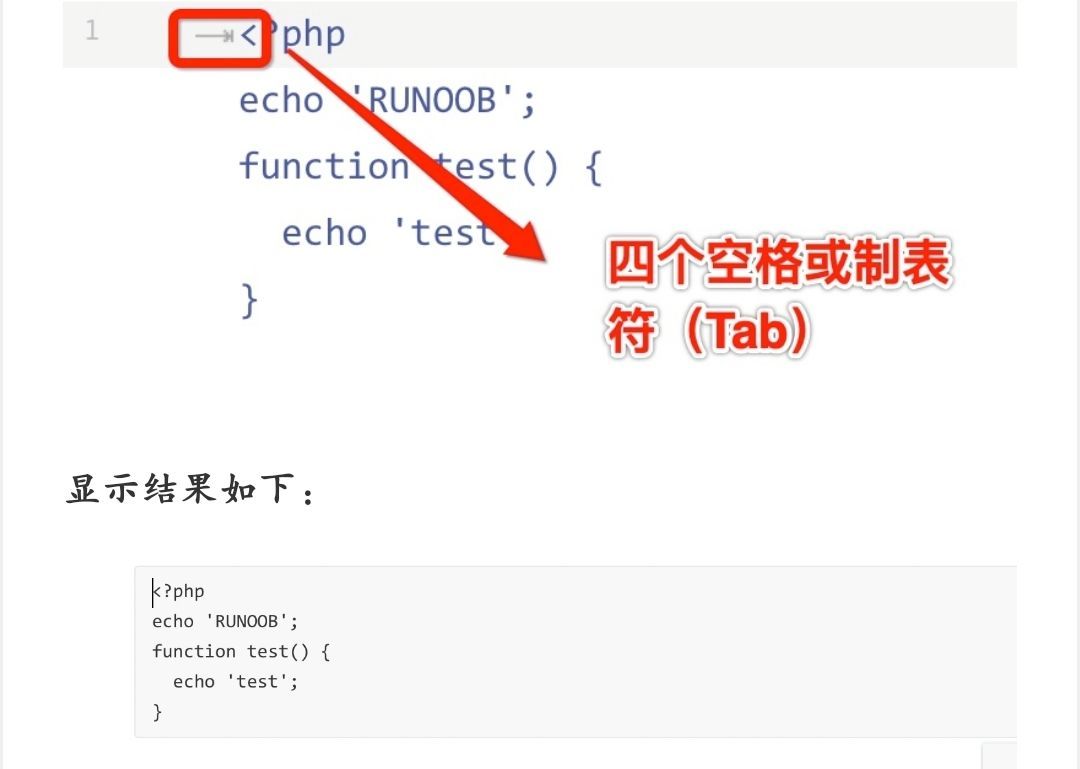 1 <?php
echo 'RUNOOB';
function test() {
echo 'test
}
四个空格或制表
符（Tab）
显示结果如下：
<?php
echo 'RUNOOB';
function test() {
  echo 'test';
}